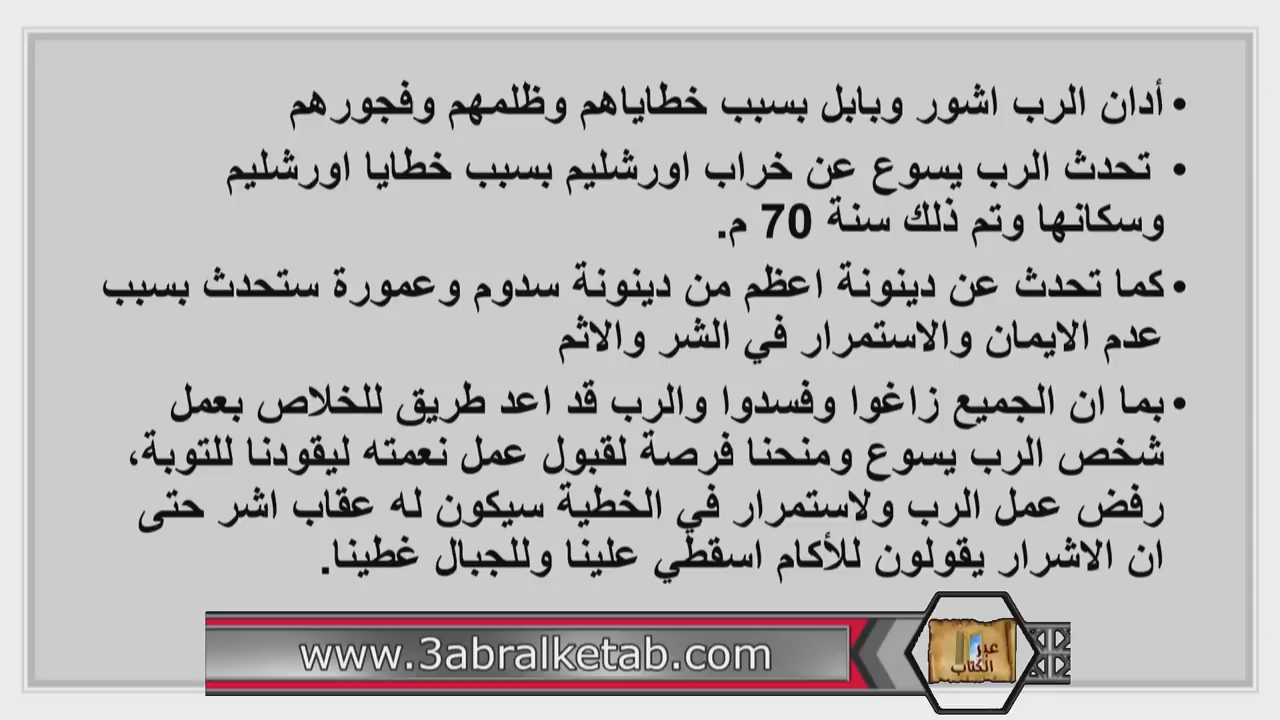 • أدان الرب اشور وبابل بسبب خطاياهم وظلمهم وفجورهم
• تحدث الرب يسوع عن خراب اورشليم بسبب خطايا اورشليم
وسكانها وتم ذلك سنة 70 م.
• كما تحدث عن دينونة اعظم من دينونة سدوم وعمورة ستحدث بسبب
عدم الايمان والاستمرار في الشر والاثم
• بما ان الجميع زاغوا وفسدوا والرب قد اعد طريق للخلاص بعمل
شخص الرب يسوع ومنحنا فرصة لقبول عمل نعمته ليقودنا للتوبة،
رفض عمل الرب ولاستمرار في الخطية سيكون له عقاب اشر حتى
ان الاشرار يقولون للأكام اسقطي علينا وللجبال غطينا.
www.3abralketab.com
عبر
الكتاب